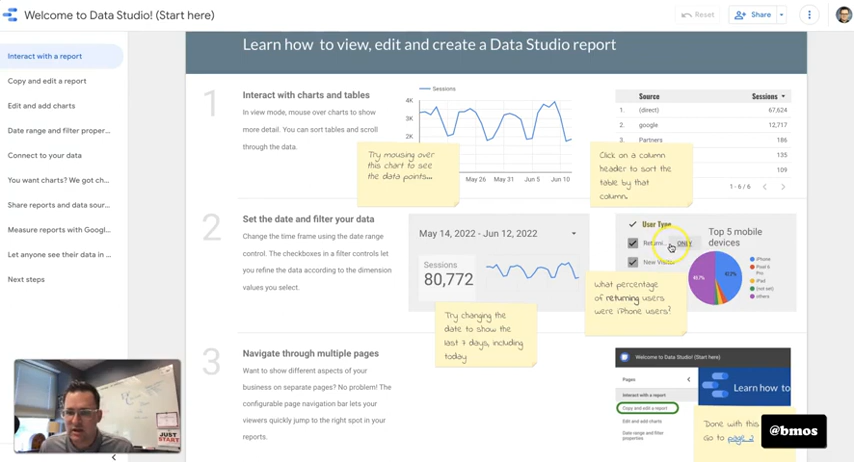 Welcome to Data Studio! (Start here)
Reset
Share
Interact with a report
Copy and edit a report
Edit and add charts
Date range and filter proper...
Connect to your data
You want charts? We got ch...
Share reports and data sour...
Measure reports with Googl...
Let anyone see their data in ...
Next steps
Learn how to view, edit and create a Data Studio report
1
Interact with charts and tables
In view mode, mouse over charts to show
more detail. You can sort tables and scroll
through the data.
Sessions
4K
3K
2K
May 26
May 31
Jun 5
Jun 10
Try mousing over
this chart to see
the data points...
Source
Sessions
1.
(direct)
67,624
2.
google
12,717
3.
Partners
186
135
109
1 - 6 / 6
Click on a column
header to sort the
table by that
column.
2
Set the date and filter your data
Change the time frame using the date
range control. The checkboxes in a filter controls let
you refine the data according to the dimension
values you select.
May 14, 2022 - Jun 12, 2022
Sessions
80,772
Try changing the
date to show the
last 7 days, including
today
User Type
Returni...
ONLY
New Visitor
Top 5 mobile
devices
iPhone
Pixel 6
Pro
iPad
(not set)
others
What percentage
of returning users
were iPhone users?
3
Navigate through multiple pages
Want to show different aspects of your
business on separate pages? No problem! The
configurable page navigation bar lets your
viewers quickly jump to the right spot in your
reports.
Welcome to Data Studio! (Start here)
Pages
Interact with a report
Copy and edit a report
Edit and add charts
Date range and filter
properties
Learn how to
Done with this
Go to page 2
JUST
START
@bmos